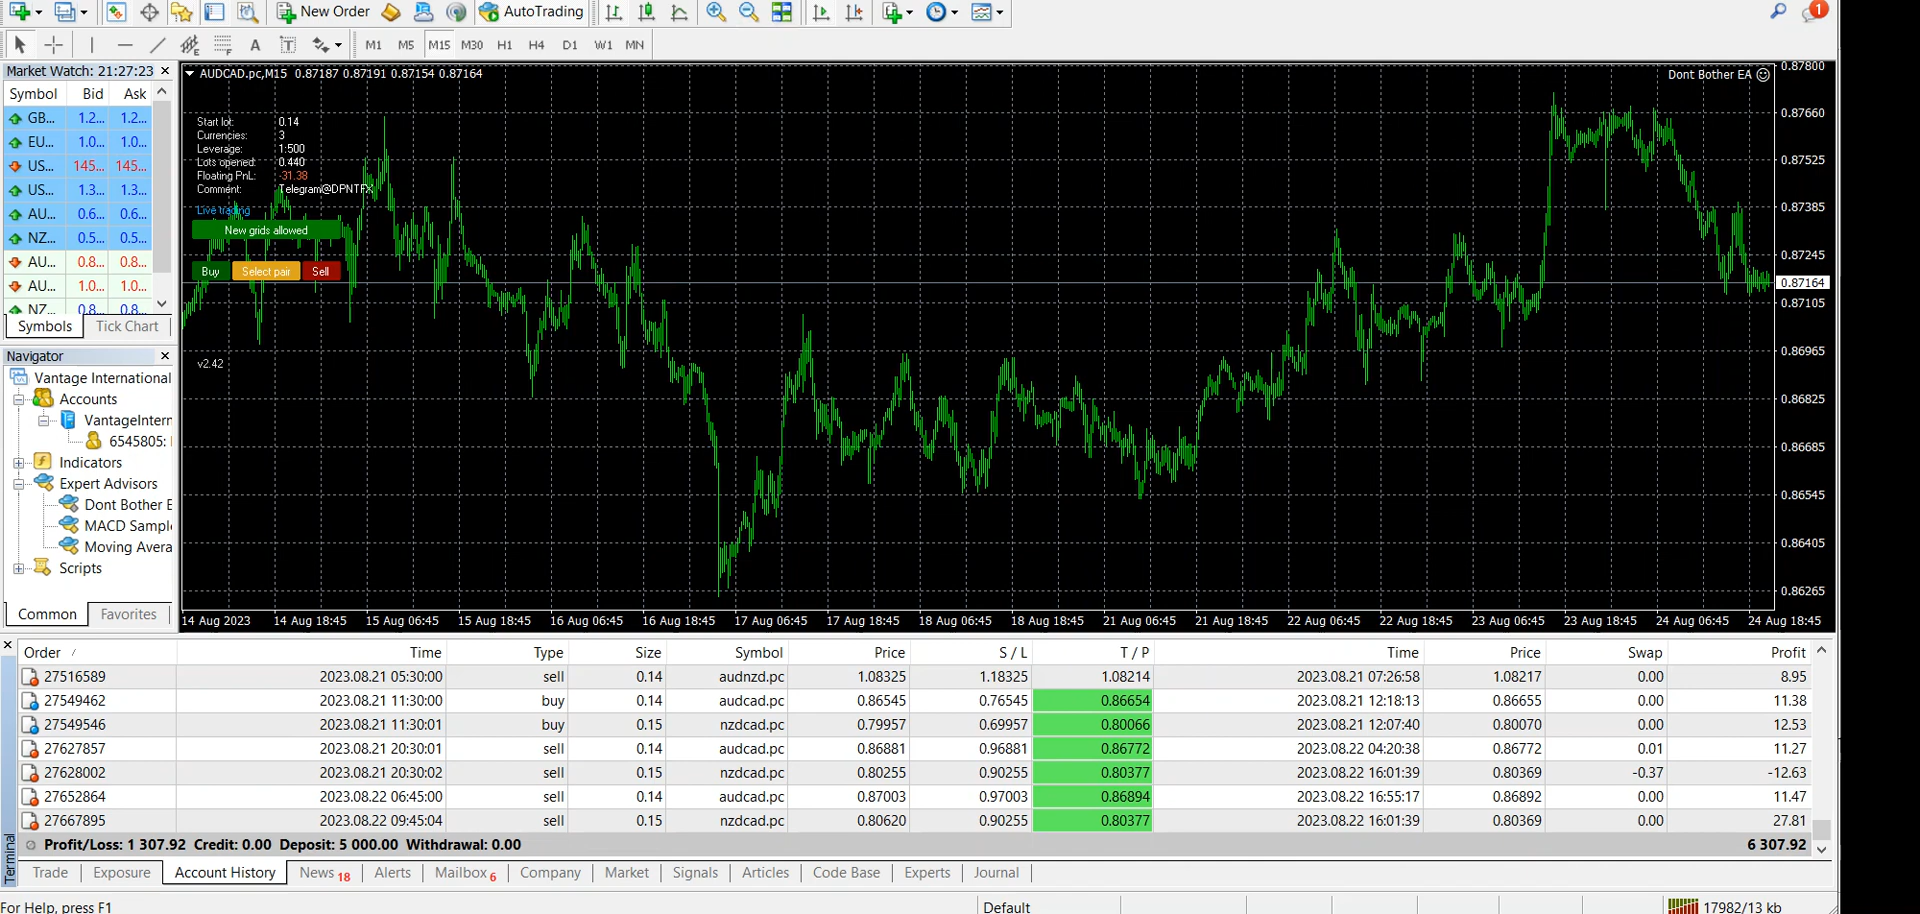 New Order
AutoTrading
1
A
T
M1 M5 M15 M30 H1 H4 D1 W1 MN
Market Watch: 21:27:23
Symbol Bid Ask
GB... 1.2... 1.2...
EU... 1.0... 1.0...
US... 145... 145...
US... 1.3... 1.3...
AU... 0.6... 0.6...
NZ... 0.5... 0.5...
AU... 0.8... 0.8...
AU... 1.0... 1.0...
NZ... 0.8... 0.8...
Symbols Tick Chart
Navigator
Vantage International
Accounts
VantageIntern
6545805:
Indicators
Expert Advisors
Dont Bother E
MACD Sampl
Moving Avera
Scripts
Common Favorites
AUDCAD.pc,M15 0.87187 0.87191 0.87154 0.87164
Dont Bother EA
Start lot: 0.14
Currencies: 3
Leverage: 1:500
Lots opened: 0.440
Floating PnL: -31.38
Comment: Telegram@DPNTFX
Live trading
New grids allowed
Buy Select pair Sell
v2.42
0.87800
0.87660
0.87525
0.87385
0.87245
0.87164
0.87105
0.86965
0.86825
0.86685
0.86545
0.86405
0.86265
14 Aug 2023 14 Aug 18:45 15 Aug 06:45 15 Aug 18:45 16 Aug 06:45 16 Aug 18:45 17 Aug 06:45 17 Aug 18:45 18 Aug 06:45 18 Aug 18:45 21 Aug 06:45 21 Aug 18:45 22 Aug 06:45 22 Aug 18:45 23 Aug 06:45 23 Aug 18:45 24 Aug 06:45 24 Aug 18:45
Order / Time Type Size Symbol Price S / L T / P Time Price Swap Profit
27516589 2023.08.21 05:30:00 sell 0.14 audnzd.pc 1.08325 1.18325 1.08214 2023.08.21 07:26:58 1.08217 0.00 8.95
27549462 2023.08.21 11:30:00 buy 0.14 audcad.pc 0.86545 0.76545 0.86654 2023.08.21 12:18:13 0.86655 0.00 11.38
27549546 2023.08.21 11:30:01 buy 0.15 nzdcad.pc 0.79957 0.69957 0.80066 2023.08.21 12:07:40 0.80070 0.00 12.53
27627857 2023.08.21 20:30:01 sell 0.14 audcad.pc 0.86881 0.96881 0.86772 2023.08.22 04:20:38 0.86772 0.01 11.27
27628002 2023.08.21 20:30:02 sell 0.15 nzdcad.pc 0.80255 0.90255 0.80377 2023.08.22 16:01:39 0.80369 -0.37 -12.63
27652864 2023.08.22 06:45:00 sell 0.14 audcad.pc 0.87003 0.97003 0.86894 2023.08.22 16:55:17 0.86892 0.00 11.47
27667895 2023.08.22 09:45:04 sell 0.15 nzdcad.pc 0.80620 0.90255 0.80377 2023.08.22 16:01:39 0.80369 0.00 27.81
Profit/Loss: 1 307.92 Credit: 0.00 Deposit: 5 000.00 Withdrawal: 0.00 6 307.92
Terminal
Trade Exposure Account History News 18 Alerts Mailbox 6 Company Market Signals Articles Code Base Experts Journal
For Help, press F1 Default 17982/13 kb